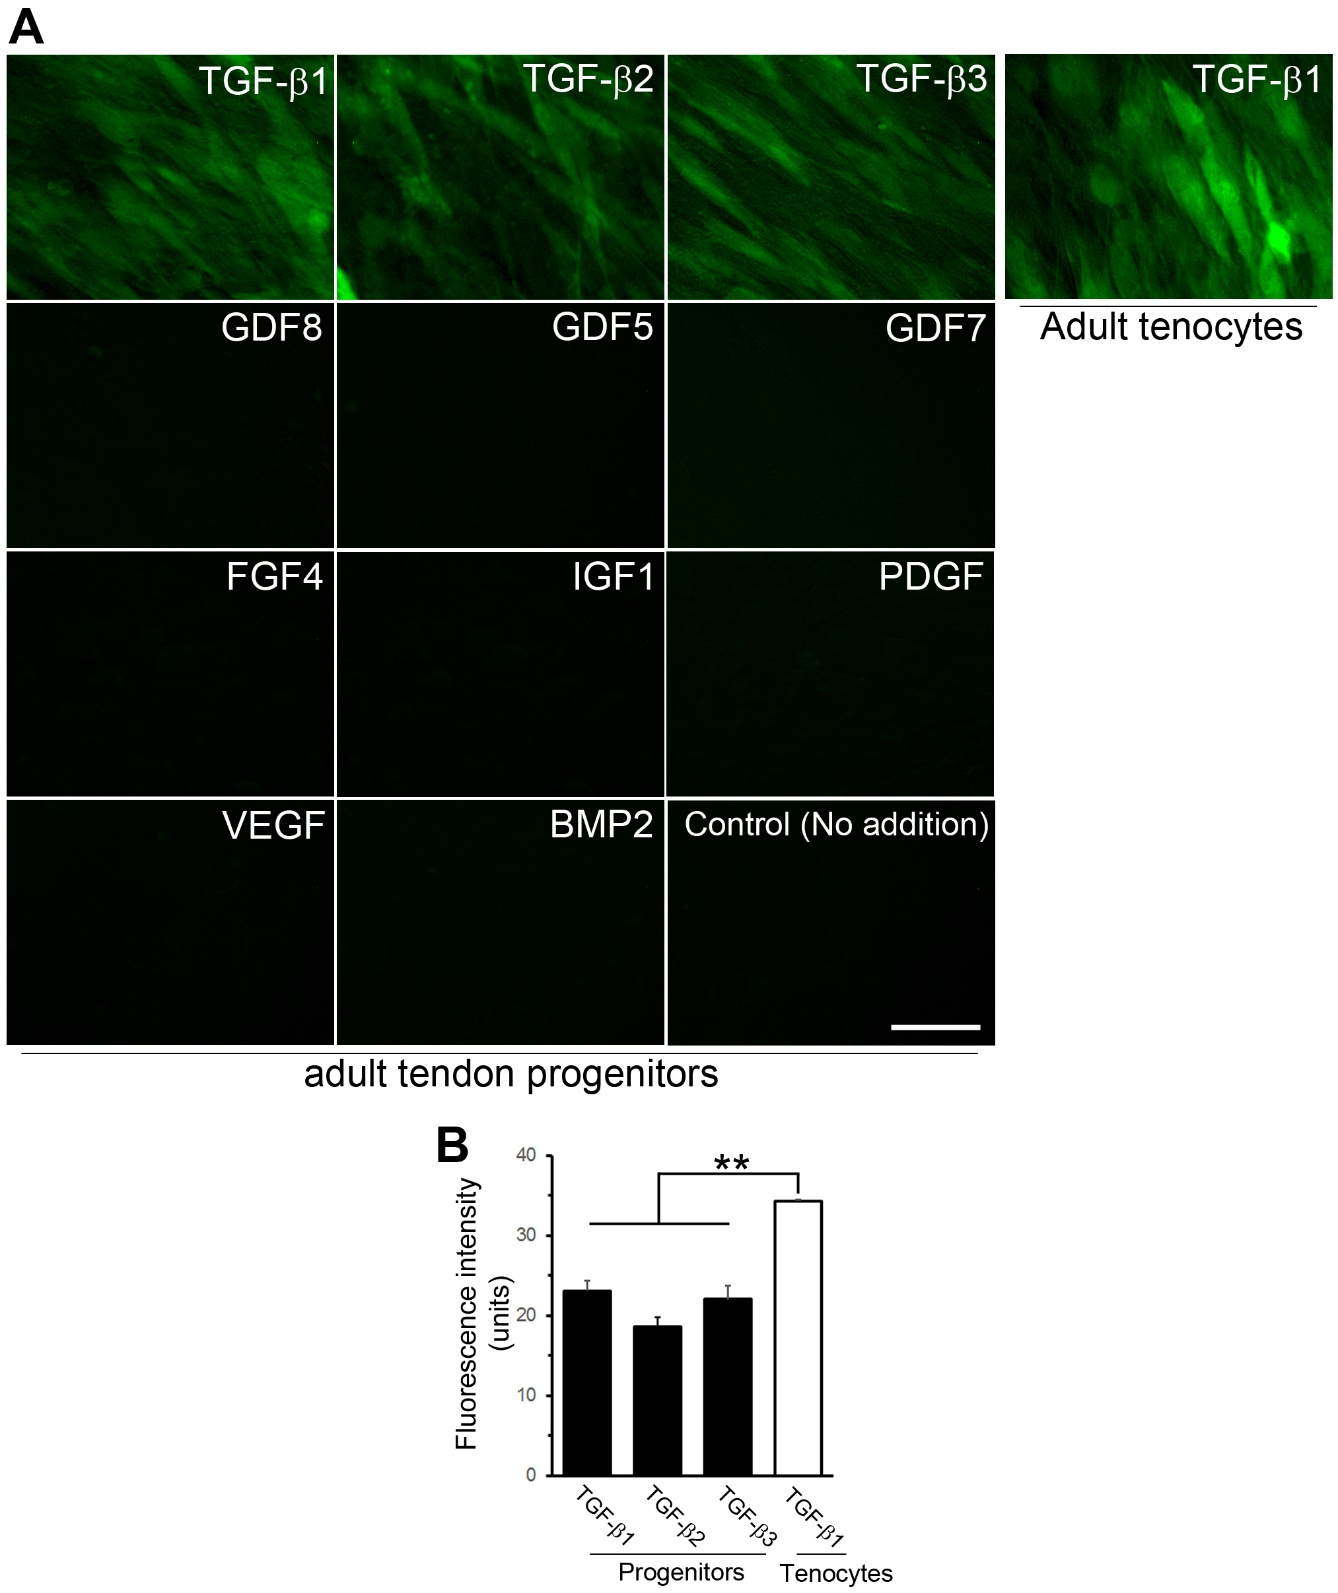 A
TGF-β1
TGF-β2
TGF-β3
TGF-β1
GDF8
GDF5
GDF7
Adult tenocytes
FGF4
IGF1
PDGF
VEGF
BMP2
Control (No addition)
adult tendon progenitors
B
Fluorescence intensity
(units)
40
30
20
10
0
**
TGF-β1
TGF-β2
TGF-β3
TGF-β1
Progenitors
Tenocytes